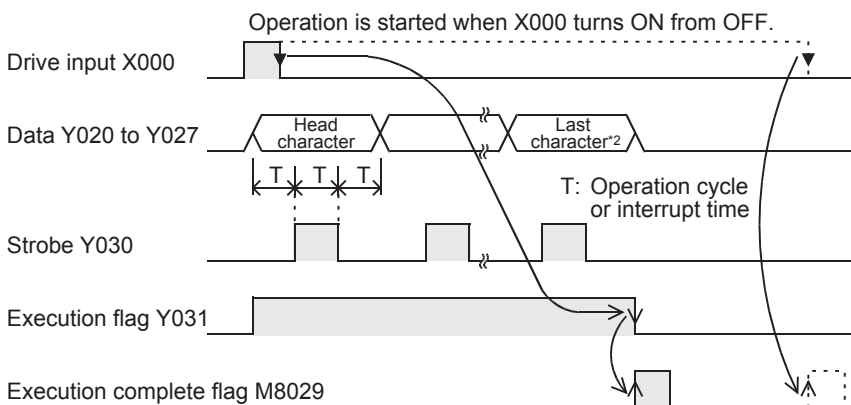 Operation is started when X000 turns ON from OFF.
Drive input X000
Data Y020 to Y027
Head
character
Last
character*2
T T T
T: Operation cycle
or interrupt time
Strobe Y030
Execution flag Y031
Execution complete flag M8029